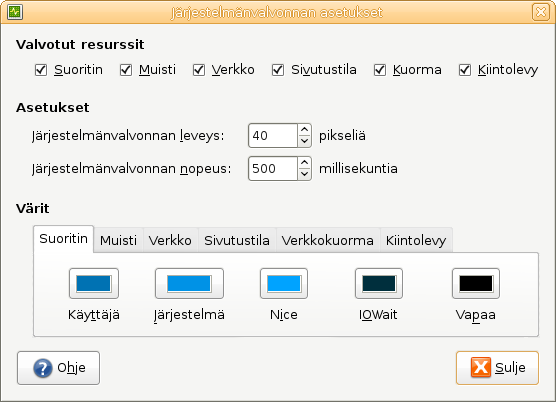 Järjestelmänvalvonnan asetukset
Valvotut resurssit
Suoritin Muisti Verkko Sivutustila Kuorma Kiintolevy
Asetukset
Järjestelmänvalvonnan leveys: 40 pikseliä
Järjestelmänvalvonnan nopeus: 500 millisekuntia
Värit
Suoritin Muisti Verkko Sivutustila Verkkokuorma Kiintolevy
Käyttäjä Järjestelmä Nice IOWait Vapaa
Ohje Sulje